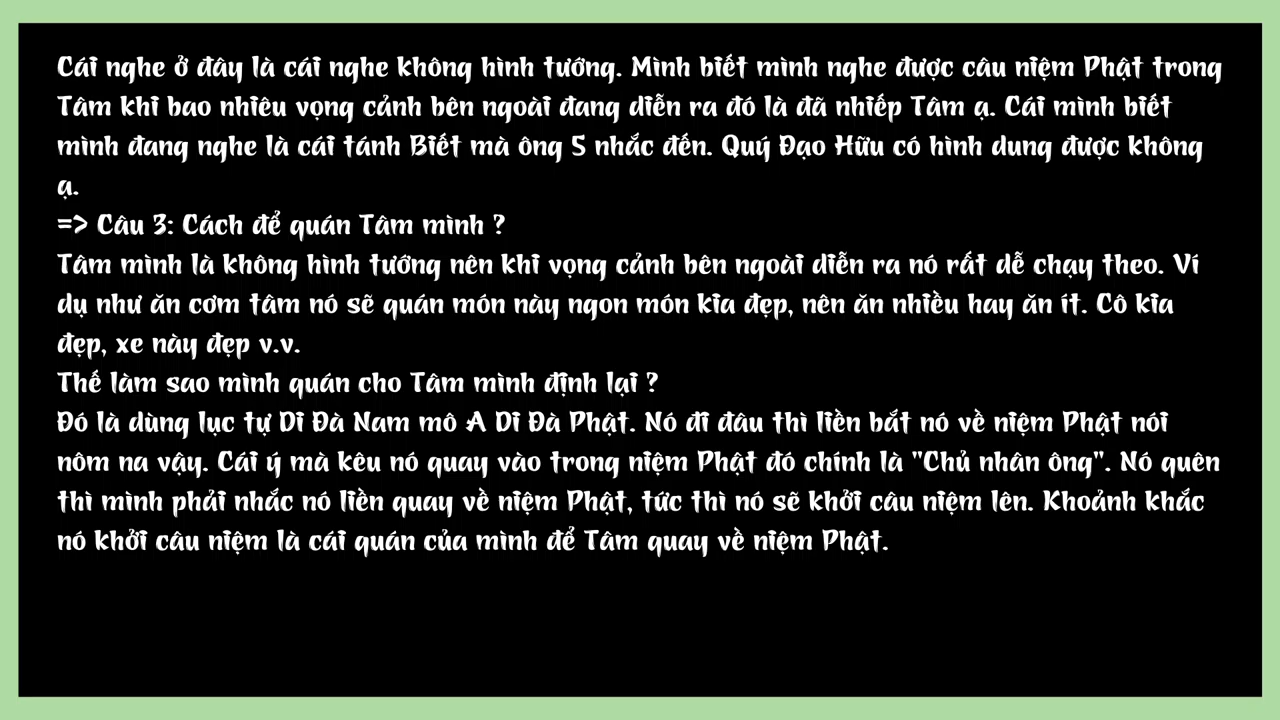 Cái nghe ở đây là cái nghe không hình tướng. Mình biết mình nghe được câu niệm Phật trong
Tâm khi bao nhiêu vọng cảnh bên ngoài đang diễn ra đó là đã nhiếp Tâm ạ. Cái mình biết
mình đang nghe là cái tánh Biết mà ông 5 nhắc đến. Quý Đạo Hữu có hình dung được không
ạ.
=> Câu 3: Cách để quán Tâm mình ?
Tâm mình là không hình tướng nên khi vọng cảnh bên ngoài diễn ra nó rất dễ chạy theo. Ví
dụ như ăn cơm tâm nó sẽ quán món này ngon món kia đẹp, nên ăn nhiều hay ăn ít. Cô kia
đẹp, xe này đẹp v.v.
Thế làm sao mình quán cho Tâm mình định lại ?
Đó là dùng lục tự Di Đà Nam mô A Di Đà Phật. Nó đi đâu thì liền bắt nó về niệm Phật nói
nôm na vậy. Cái ý mà kêu nó quay vào trong niệm Phật đó chính là "Chủ nhân ông". Nó quên
thì mình phải nhắc nó liền quay về niệm Phật, tức thì nó sẽ khởi câu niệm lên. Khoảnh khắc
nó khởi câu niệm là cái quán của mình để Tâm quay về niệm Phật.